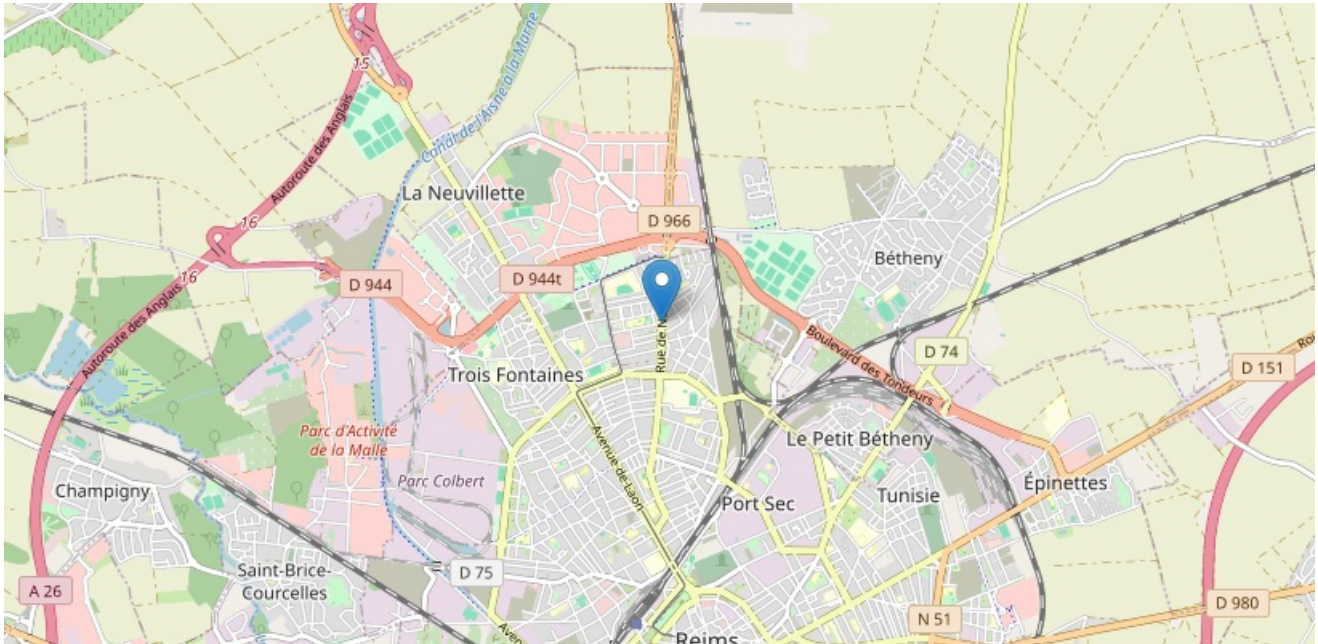 15
Autoroute des Anglais
Canal de l'Aisne à la Marne
La Neuvillette
16
D 966
16
Bétheny
D 944
D 944t
Autoroute des Anglais
Rue de
Boulevard des Tondeurs
D 74
D 151
Trois Fontaines
Parc d'Activité
de la Malle
Avenue de Laon
Le Petit Bétheny
Champigny
Parc Colbert
Port Sec
Tunisie
Épinettes
D 75
Saint-Brice-
Courcelles
A 26
D 980
N 51
Reims